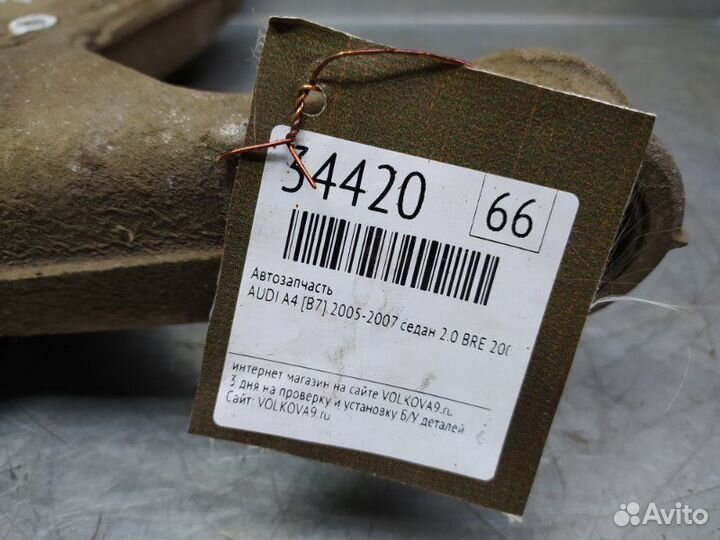 34420
66
Автозапчасть
AUDI A4 [B7] 2005-2007 седан 2.0 BRE 200
интернет магазин на сайте VOLKOVA9.ru
3 дня на проверку и установку Б/У деталей
Сайт: VOLKOVA9.ru
Avito